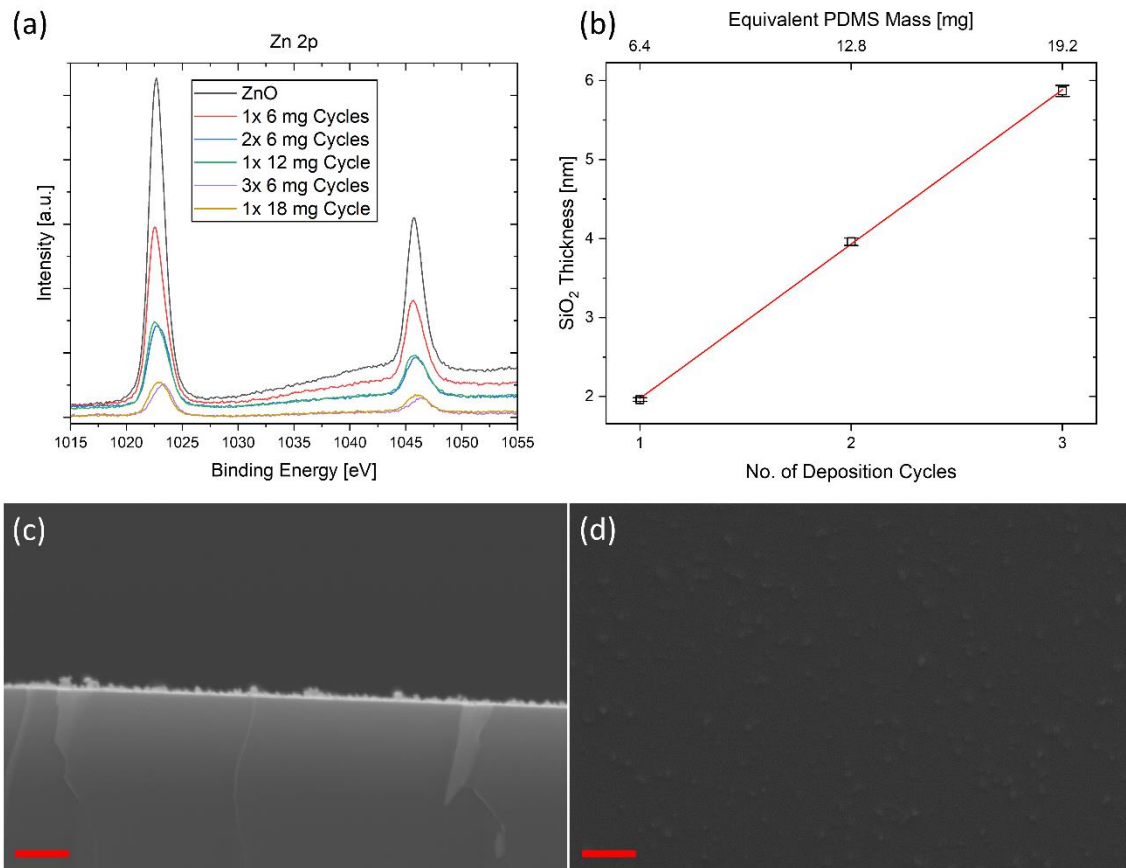 (a)
Zn 2p
ZnO
1x 6 mg Cycles
2x 6 mg Cycles
1x 12 mg Cycle
3x 6 mg Cycles
1x 18 mg Cycle
Intensity [a.u.]
1015 1020 1025 1030 1035 1040 1045 1050 1055
Binding Energy [eV]
(b)
Equivalent PDMS Mass [mg]
6.4 12.8 19.2
6
5
4
3
2
SiO₂ Thickness [nm]
1 2 3
No. of Deposition Cycles
(c)
(d)